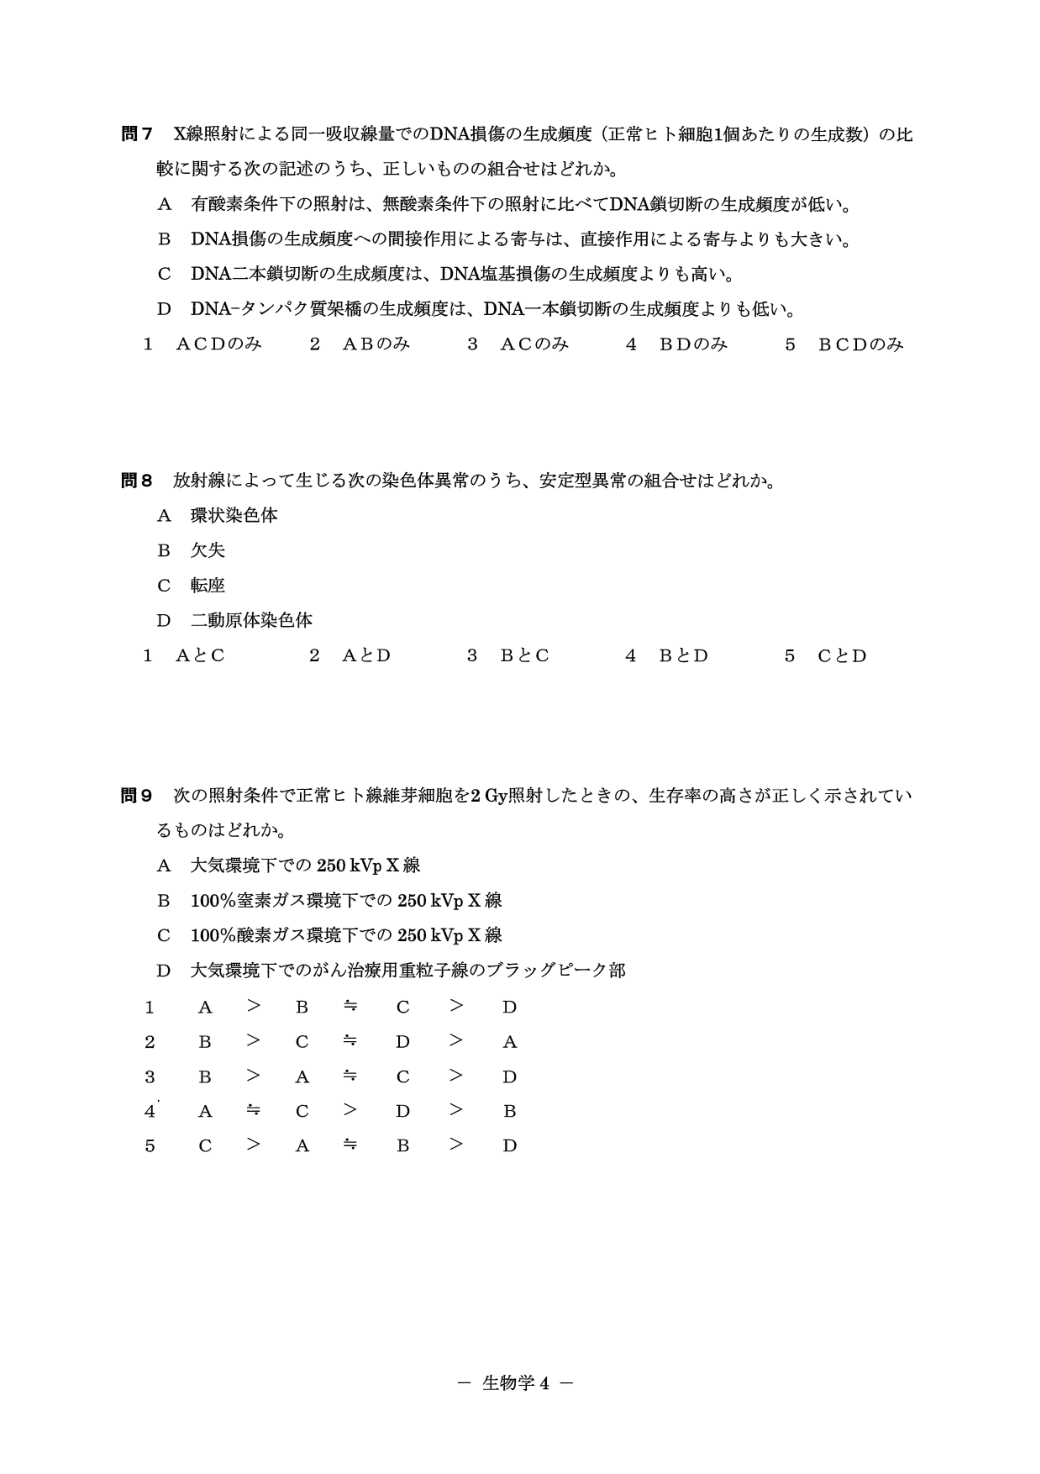 問7　X線照射による同一吸収線量でのDNA損傷の生成頻度（正常ヒト細胞1個あたりの生成数）の比
較に関する次の記述のうち、正しいものの組合せはどれか。
A　有酸素条件下の照射は、無酸素条件下の照射に比べてDNA鎖切断の生成頻度が低い。
B　DNA損傷の生成頻度への間接作用による寄与は、直接作用による寄与よりも大きい。
C　DNA二本鎖切断の生成頻度は、DNA塩基損傷の生成頻度よりも高い。
D　DNA-タンパク質架橋の生成頻度は、DNA一本鎖切断の生成頻度よりも低い。
1　ACDのみ　2　ABのみ　3　ACのみ　4　BDのみ　5　BCDのみ
問8　放射線によって生じる次の染色体異常のうち、安定型異常の組合せはどれか。
A　環状染色体
B　欠失
C　転座
D　二動原体染色体
1　AとC　2　AとD　3　BとC　4　BとD　5　CとD
問9　次の照射条件で正常ヒト線維芽細胞を2 Gy照射したときの、生存率の高さが正しく示されてい
るものはどれか。
A　大気環境下での 250 kVp X 線
B　100%窒素ガス環境下での 250 kVp X 線
C　100%酸素ガス環境下での 250 kVp X 線
D　大気環境下でのがん治療用重粒子線のブラッグピーク部
1　A　>　B　≒　C　>　D
2　B　>　C　≒　D　>　A
3　B　>　A　≒　C　>　D
4　A　≒　C　>　D　>　B
5　C　>　A　≒　B　>　D
－ 生物学 4 －